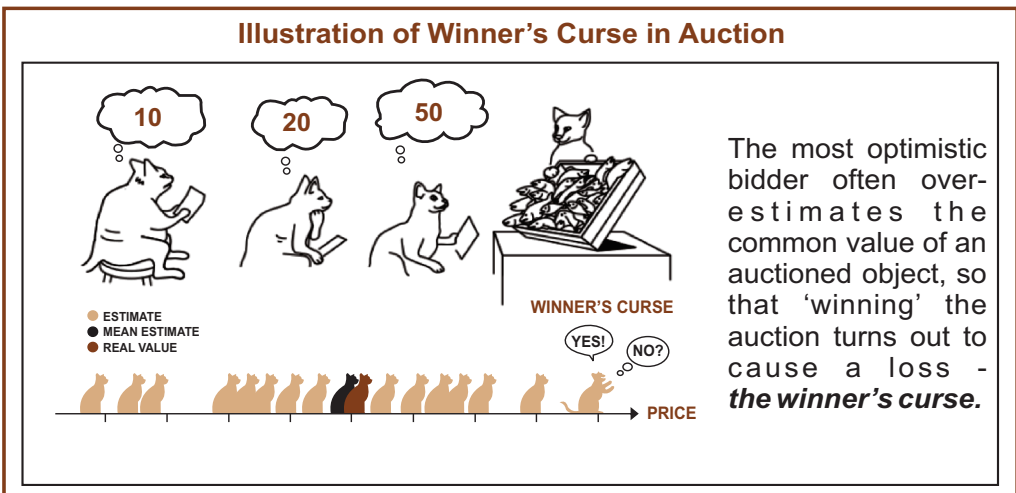 Illustration of Winner's Curse in Auction
10
20
50
The most optimistic
bidder often over-
estimates the
common value of an
auctioned object, so
that ‘winning’ the
auction turns out to
cause a loss -
the winner's curse.
WINNER'S CURSE
ESTIMATE
MEAN ESTIMATE
REAL VALUE
YES!
NO?
PRICE